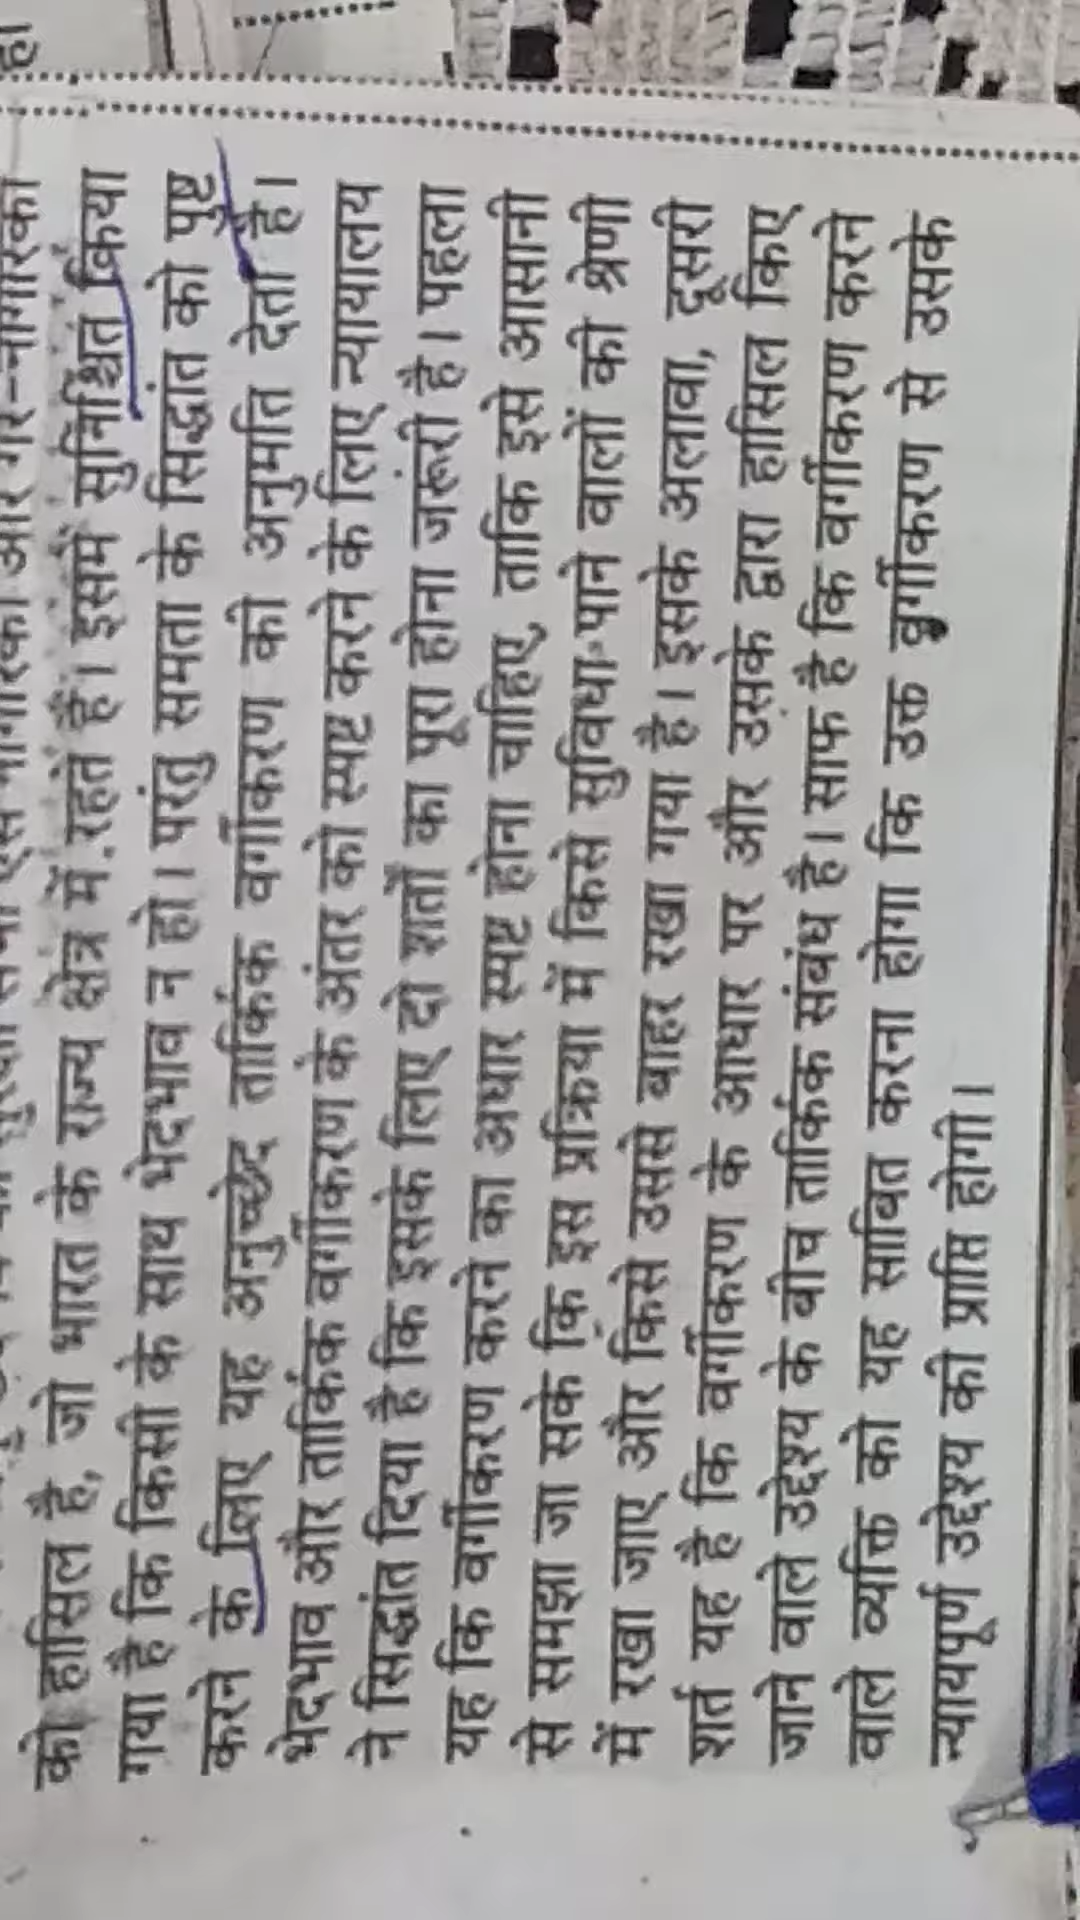 को हासिल है, जो भारत के राज्य क्षेत्र में रहते हैं। इसमें सुनिश्चित किया
गया है कि किसी के साथ भेदभाव न हो। परंतु समता के सिद्धांत को पुष्ट
करने के लिए यह अनुच्छेद तार्किक वर्गीकरण की अनुमति देता है।
भेदभाव और तार्किक वर्गीकरण के अंतर को स्पष्ट करने के लिए न्यायालय
ने सिद्धांत दिया है कि इसके लिए दो शर्तों का पूरा होना जरूरी है। पहला
यह कि वर्गीकरण करने का अधार स्पष्ट होना चाहिए, ताकि इसे आसानी
से समझा जा सके कि इस प्रक्रिया में किसे सुविधा-पाने वालों की श्रेणी
में रखा जाए और किसे उससे बाहर रखा गया है। इसके अलावा, दूसरी
शर्त यह है कि वर्गीकरण के आधार पर और उसके द्वारा हासिल किए
जाने वाले उद्देश्य के बीच तार्किक संबंध है। साफ है कि वर्गीकरण करने
वाले व्यक्ति को यह साबित करना होगा कि उक्त वर्गीकरण से उसके
न्यायपूर्ण उद्देश्य की प्राप्ति होगी।